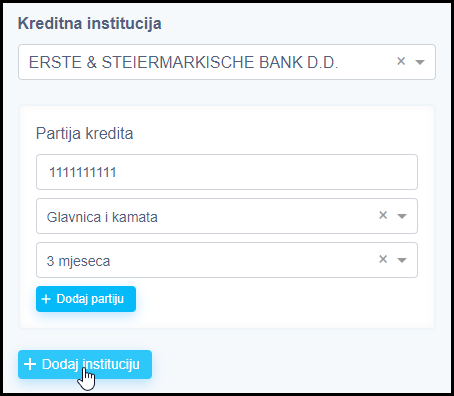 Kreditna institucija
ERSTE & STEIERMARKISCHE BANK D.D. ×
Partija kredita
1111111111
Glavnica i kamata ×
3 mjeseca ×
+ Dodaj partiju
+ Dodaj instituciju